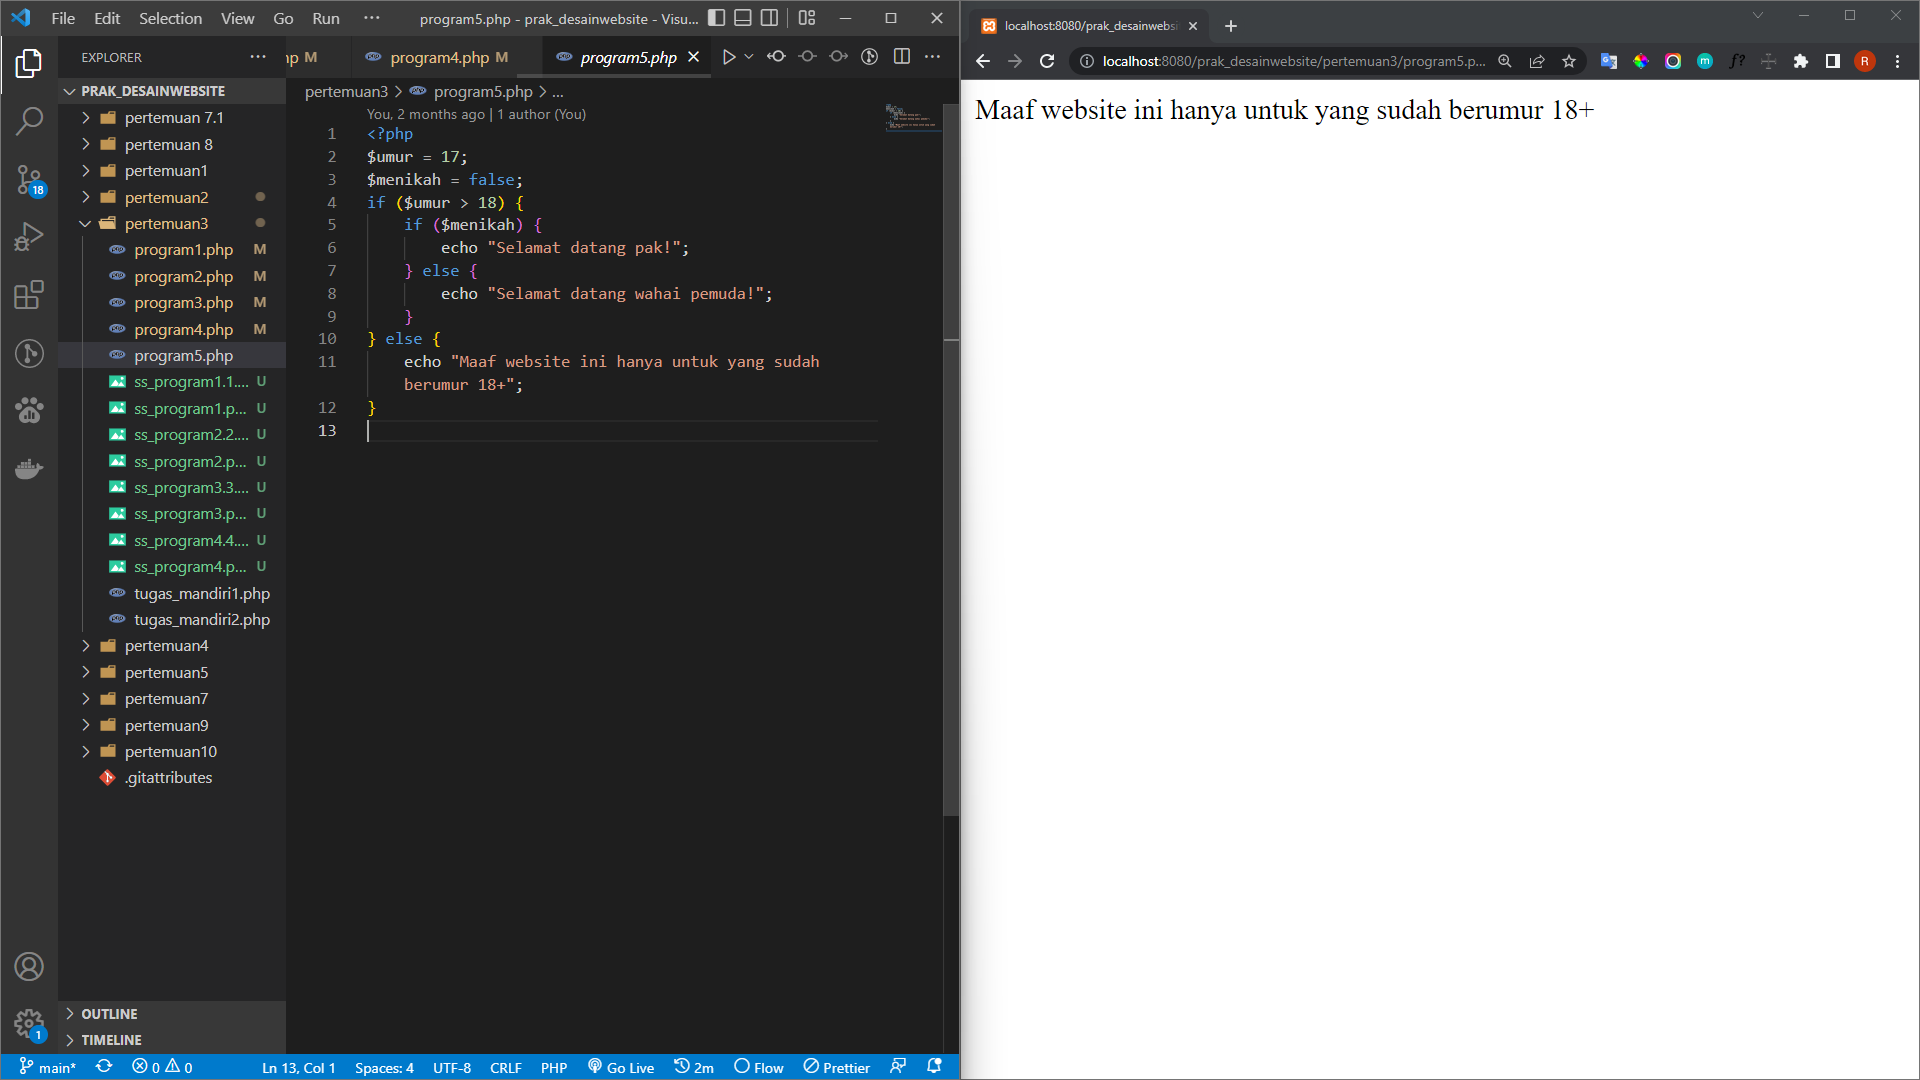 File Edit Selection View Go Run ··· program5.php - prak_desainwebsite - Visu...
EXPLORER
PRAK_DESAINWEBSITE
pertemuan 7.1
pertemuan 8
pertemuan1
pertemuan2
pertemuan3
program1.php M
program2.php M
program3.php M
program4.php M
program5.php
ss_program1.1.... U
ss_program1.p... U
ss_program2.2.... U
ss_program2.p... U
ss_program3.3.... U
ss_program3.p... U
ss_program4.4.... U
ss_program4.p... U
tugas_mandiri1.php
tugas_mandiri2.php
pertemuan4
pertemuan5
pertemuan7
pertemuan9
pertemuan10
.gitattributes
OUTLINE
TIMELINE
18
1
hp M program4.php M program5.php
pertemuan3 > program5.php > ...
You, 2 months ago | 1 author (You)
1 <?php
2 $umur = 17;
3 $menikah = false;
4 if ($umur > 18) {
5 if ($menikah) {
6 echo "Selamat datang pak!";
7 } else {
8 echo "Selamat datang wahai pemuda!";
9 }
10 } else {
11 echo "Maaf website ini hanya untuk yang sudah
berumur 18+";
12 }
13
main* 0 0 Ln 13, Col 1 Spaces: 4 UTF-8 CRLF PHP Go Live 2m Flow Prettier
localhost:8080/prak_desainwebsi
localhost:8080/prak_desainwebsite/pertemuan3/program5.p... m f? R
Maaf website ini hanya untuk yang sudah berumur 18+